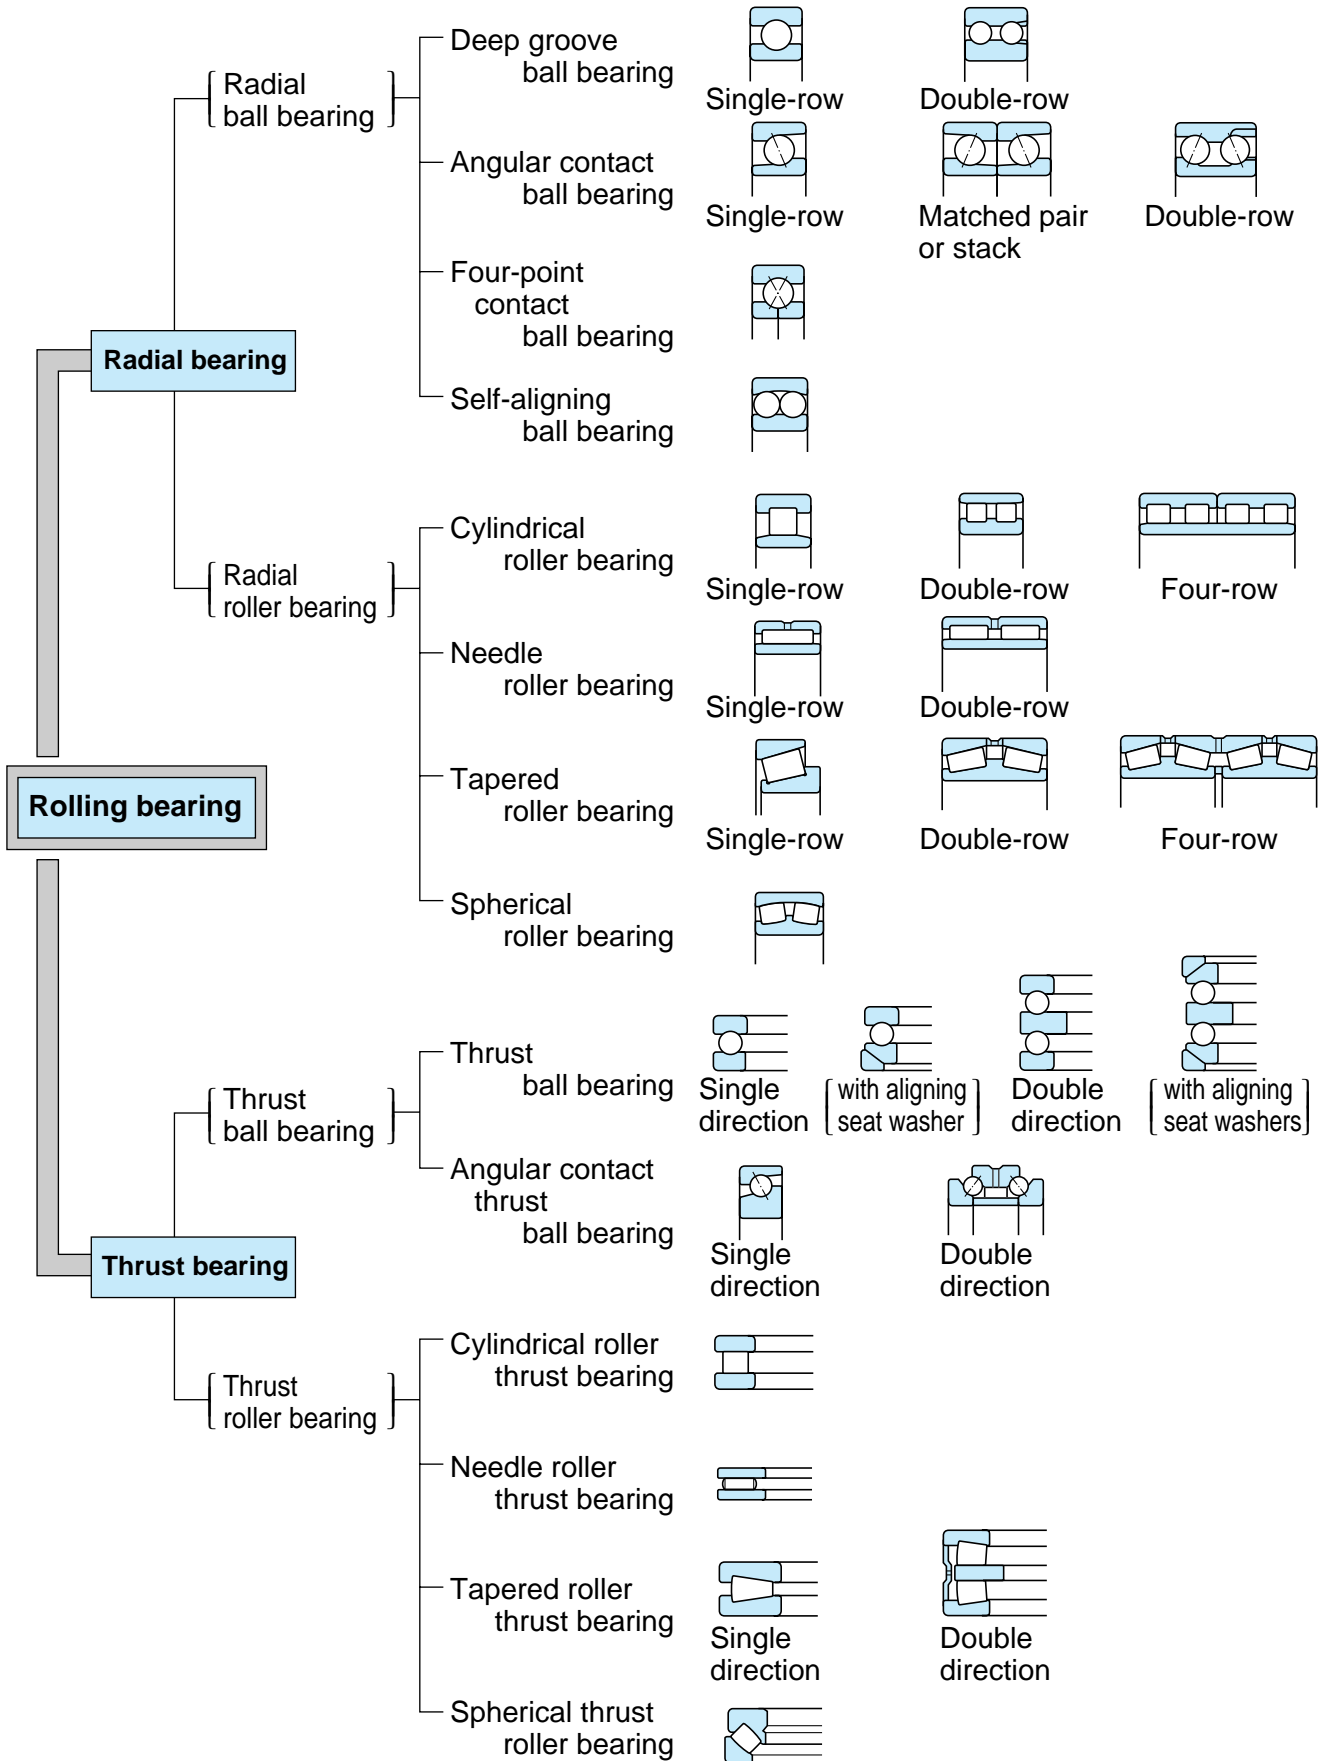 Deep groove
ball bearing
Single-row
Double-row
Radial
ball bearing
Angular contact
ball bearing
Single-row
Matched pair
or stack
Double-row
Four-point
contact
ball bearing
Radial bearing
Self-aligning
ball bearing
Cylindrical
roller bearing
Single-row
Double-row
Four-row
Radial
roller bearing
Needle
roller bearing
Single-row
Double-row
Rolling bearing
Tapered
roller bearing
Single-row
Double-row
Four-row
Spherical
roller bearing
Thrust
ball bearing
Single
direction
with aligning
seat washer
Double
direction
with aligning
seat washers
Thrust
ball bearing
Angular contact
thrust
ball bearing
Single
direction
Double
direction
Thrust bearing
Cylindrical roller
thrust bearing
Thrust
roller bearing
Needle roller
thrust bearing
Tapered roller
thrust bearing
Single
direction
Double
direction
Spherical thrust
roller bearing